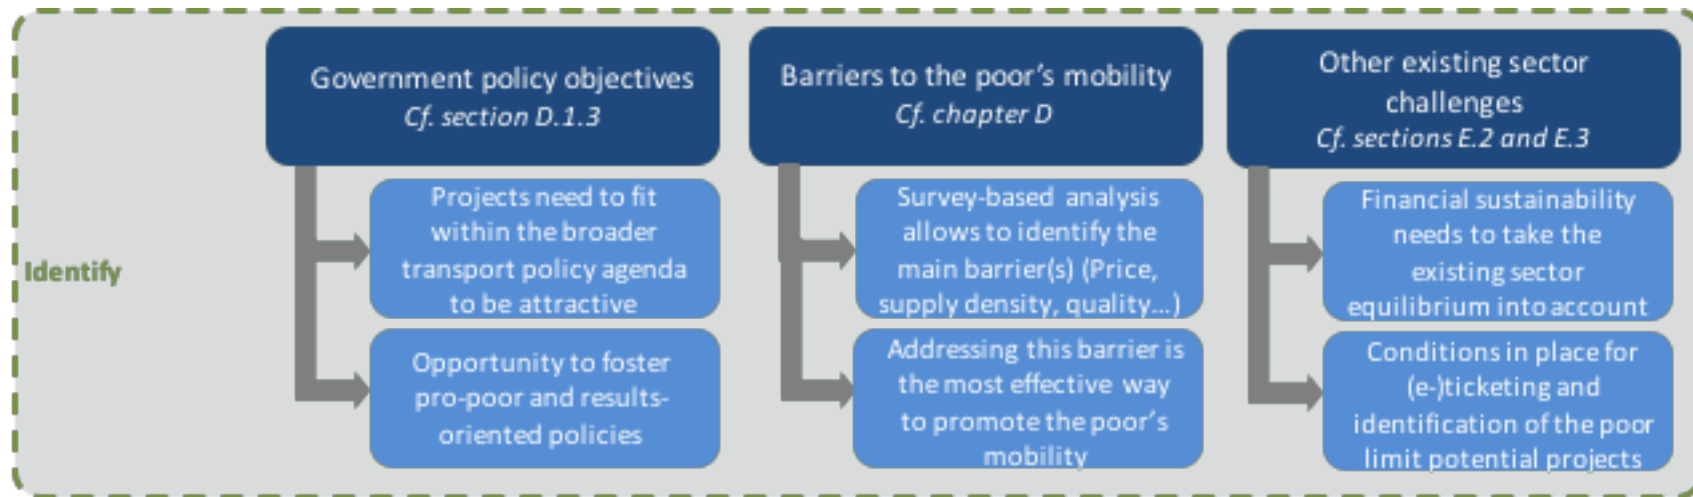 Identify
Government policy objectives
Cf. section D.1.3
Projects need to fit
within the broader
transport policy agenda
to be attractive
Opportunity to foster
pro-poor and results-
oriented policies
Barriers to the poor's mobility
Cf. chapter D
Survey-based analysis
allows to identify the
main barrier(s) (Price,
supply density, quality...)
Addressing this barrier is
the most effective way
to promote the poor's
mobility
Other existing sector
challenges
Cf. sections E.2 and E.3
Financial sustainability
needs to take the
existing sector
equilibrium into account
Conditions in place for
(e-)ticketing and
identification of the poor
limit potential projects